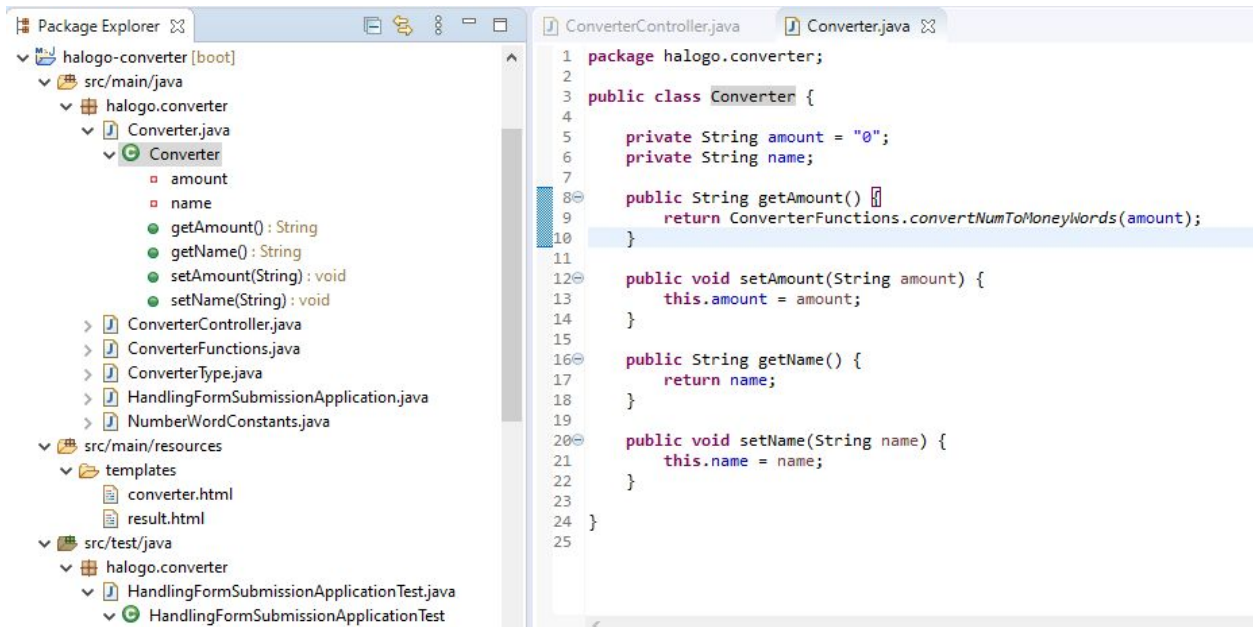 Package Explorer
halogo-converter [boot]
src/main/java
halogo.converter
Converter.java
Converter
amount
name
getAmount() : String
getName() : String
setAmount(String) : void
setName(String) : void
ConverterController.java
ConverterFunctions.java
ConverterType.java
HandlingFormSubmissionApplication.java
NumberWordConstants.java
src/main/resources
templates
converter.html
result.html
src/test/java
halogo.converter
HandlingFormSubmissionApplicationTest.java
HandlingFormSubmissionApplicationTest
ConverterController.java
Converter.java
1 package halogo.converter;
2
3 public class Converter {
4
5 private String amount = "0";
6 private String name;
7
8 public String getAmount() {
9 return ConverterFunctions.convertNumToMoneyWords(amount);
10 }
11
12 public void setAmount(String amount) {
13 this.amount = amount;
14 }
15
16 public String getName() {
17 return name;
18 }
19
20 public void setName(String name) {
21 this.name = name;
22 }
23
24 }
25